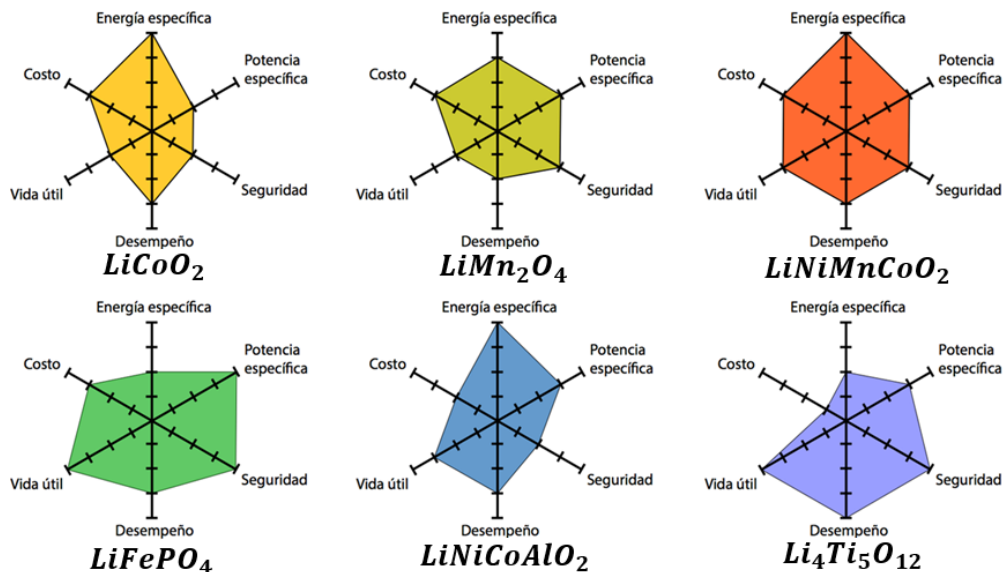 Energía específica
Potencia
específica
Costo
Vida útil
Seguridad
Desempeño
LiCoO₂
Energía específica
Potencia
específica
Costo
Vida útil
Seguridad
Desempeño
LiMn₂O₄
Energía específica
Potencia
específica
Costo
Vida útil
Seguridad
Desempeño
LiNiMnCoO₂
Energía específica
Potencia
específica
Costo
Vida útil
Seguridad
Desempeño
LiFePO₄
Energía específica
Potencia
específica
Costo
Vida útil
Seguridad
Desempeño
LiNiCoAlO₂
Energía específica
Potencia
específica
Costo
Vida útil
Seguridad
Desempeño
Li₄Ti₅O₁₂